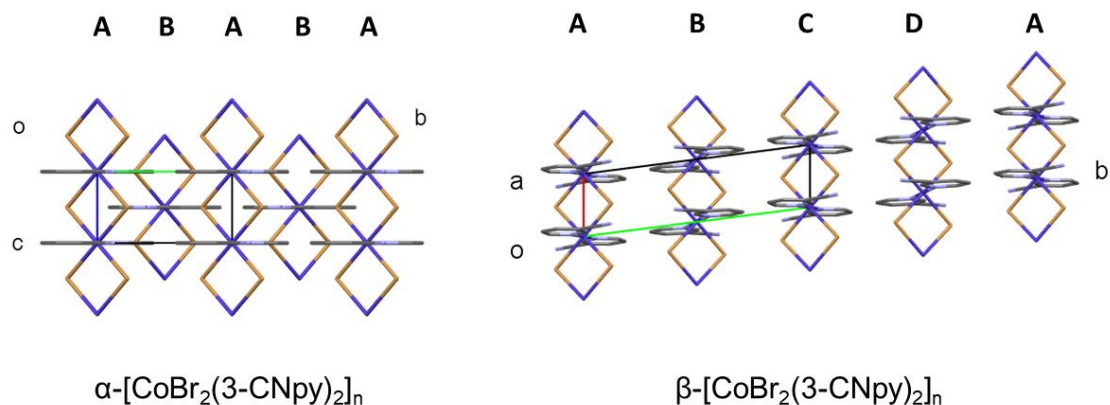 A B A B A
A B C D A
o
b
c
a
b
o
α-[CoBr₂(3-CNpy)₂]ₙ
β-[CoBr₂(3-CNpy)₂]ₙ